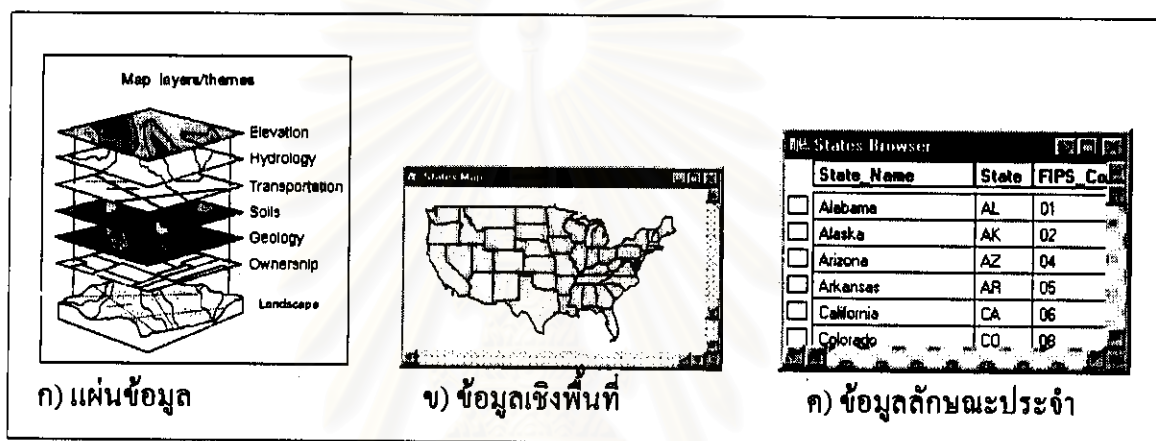 Map layers/themes
Elevation
Hydrology
Transportation
Soils
Geology
Ownership
Landscape
ก) แผ่นข้อมูล
States Map
ข) ข้อมูลเชิงพื้นที่
States Browser
State_Name State FIPS_Co
Alabama AL 01
Alaska AK 02
Arizona AZ 04
Arkansas AR 05
California CA 06
Colorado CO 08
ค) ข้อมูลลักษณะประจำ